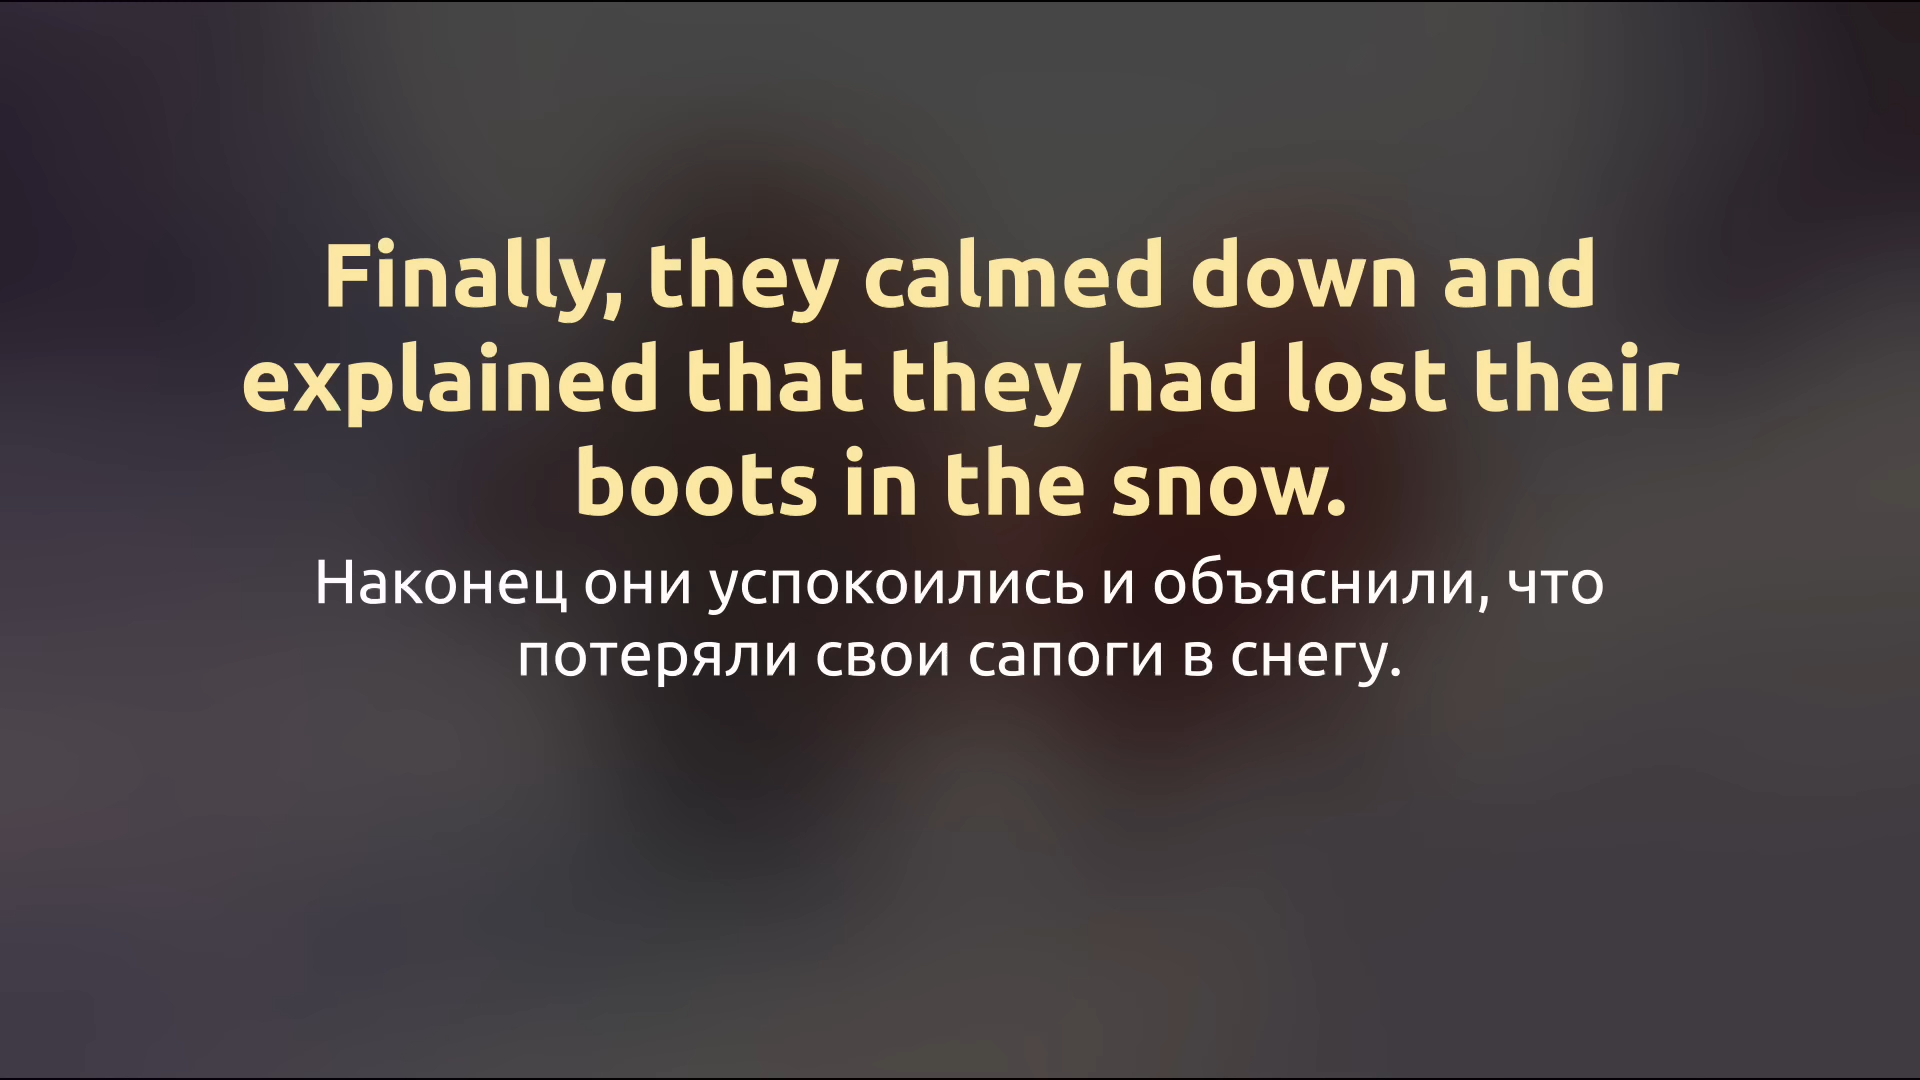 Finally, they calmed down and
explained that they had lost their
boots in the snow.
Наконец они успокоились и объяснили, что
потеряли свои сапоги в снегу.